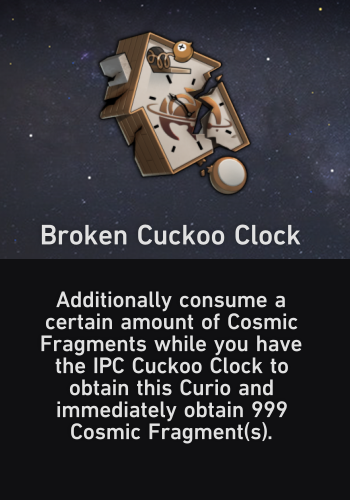 Broken Cuckoo Clock
Additionally consume a
certain amount of Cosmic
Fragments while you have
the IPC Cuckoo Clock to
obtain this Curio and
immediately obtain 999
Cosmic Fragment(s).